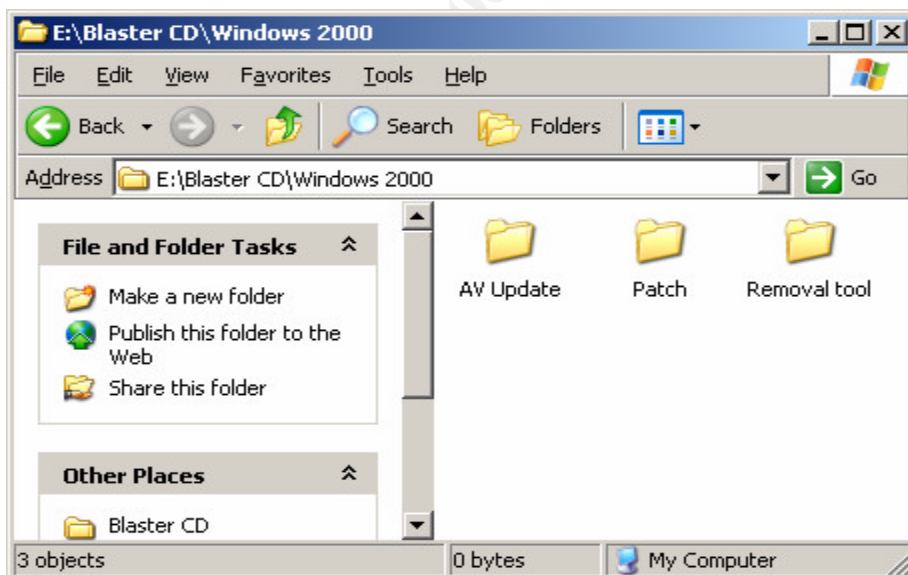 E:\Blaster CD\Windows 2000
File Edit View Favorites Tools Help
Back Search Folders
Address E:\Blaster CD\Windows 2000 Go
File and Folder Tasks
Make a new folder
Publish this folder to the
Web
Share this folder
Other Places
Blaster CD
AV Update Patch Removal tool
3 objects 0 bytes My Computer